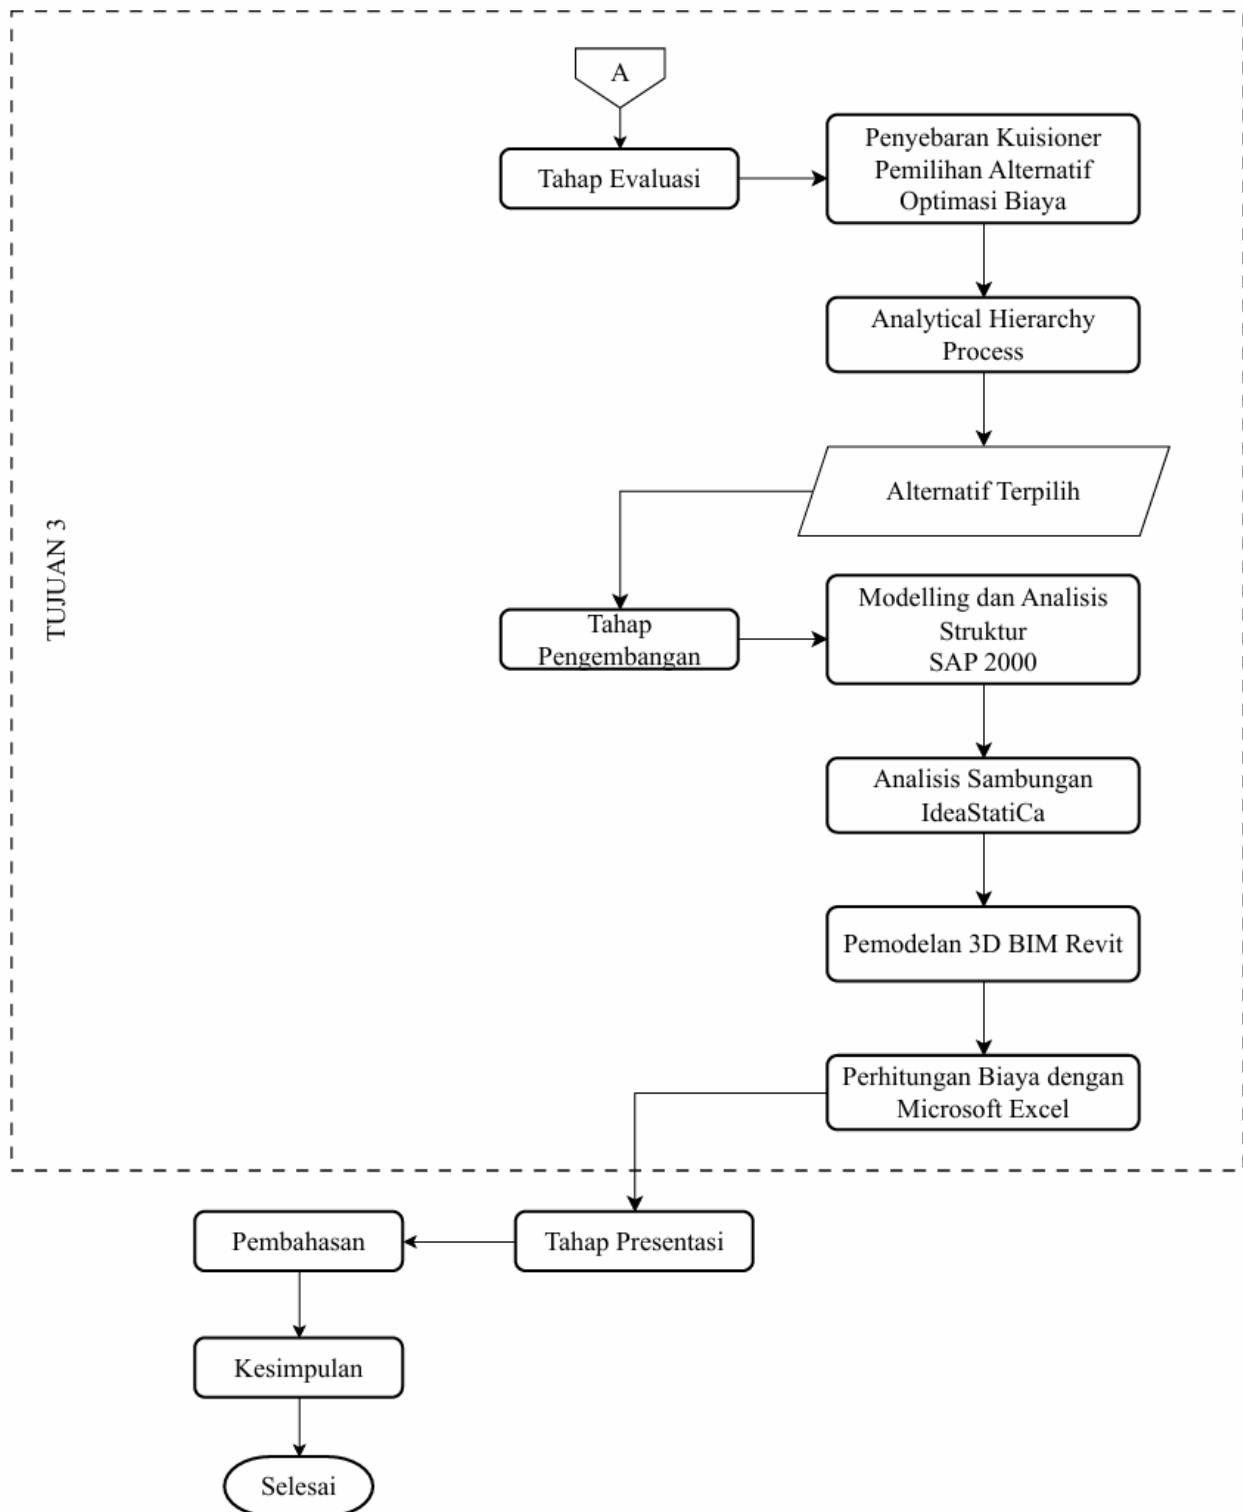 A
Tahap Evaluasi
Penyebaran Kuisioner
Pemilihan Alternatif
Optimasi Biaya
Analytical Hierarchy
Process
Alternatif Terpilih
TUJUAN 3
Tahap
Pengembangan
Modelling dan Analisis
Struktur
SAP 2000
Analisis Sambungan
IdeaStatiCa
Pemodelan 3D BIM Revit
Perhitungan Biaya dengan
Microsoft Excel
Tahap Presentasi
Pembahasan
Kesimpulan
Selesai